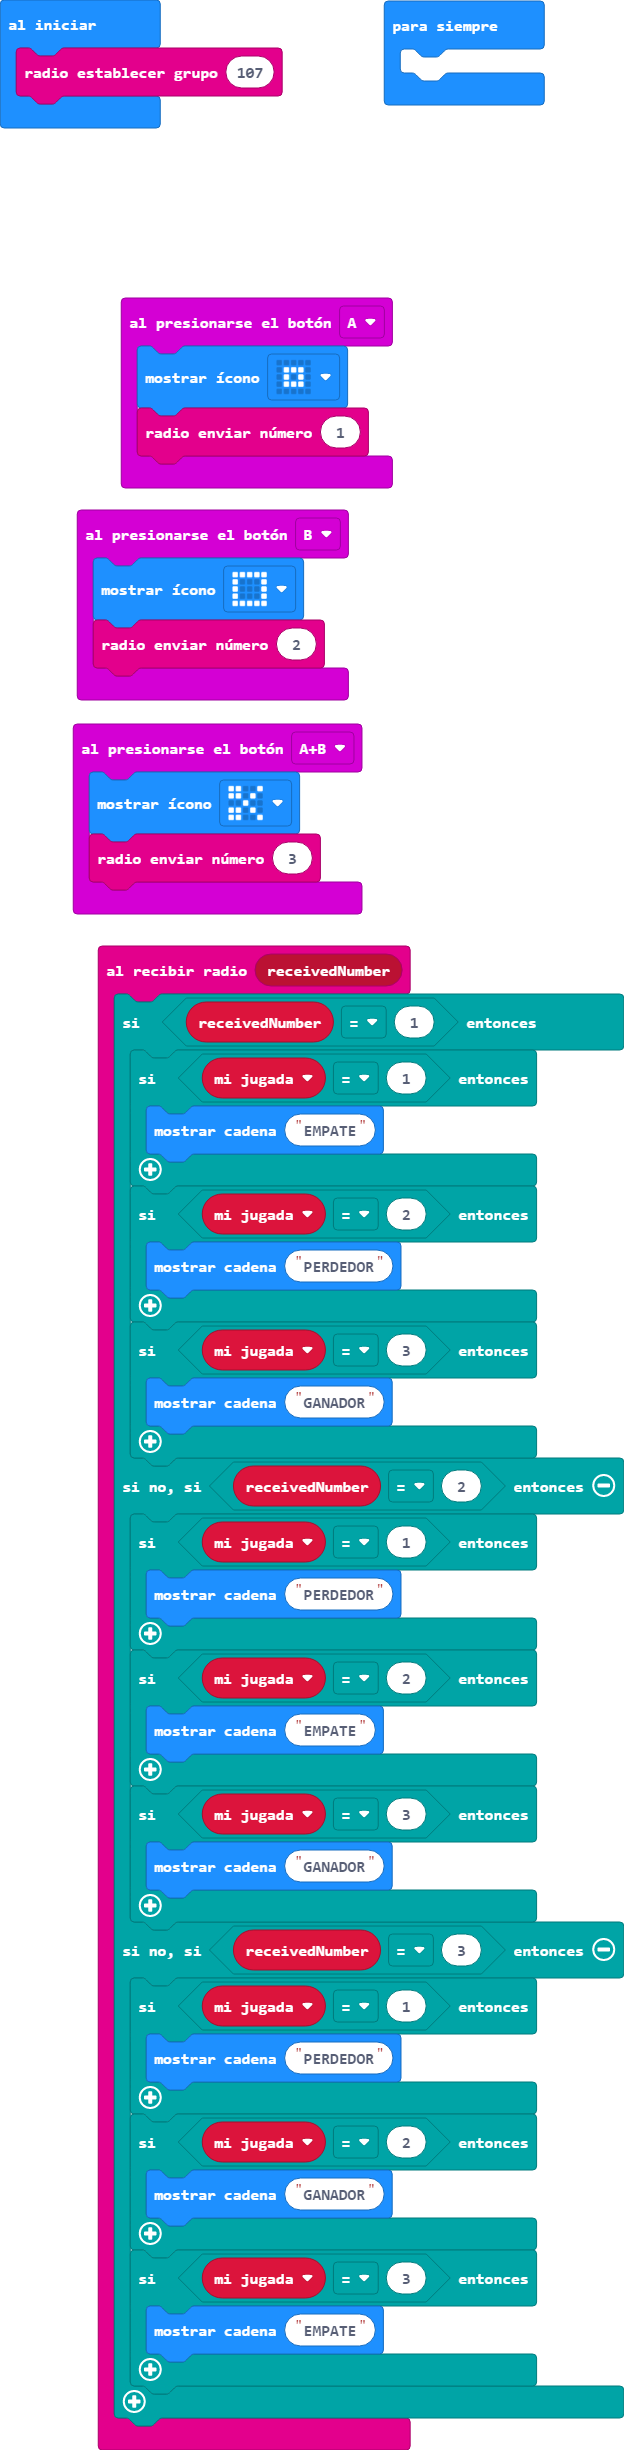 al iniciar
radio establecer grupo 107
para siempre
al presionarse el botón A
mostrar ícono
radio enviar número 1
al presionarse el botón B
mostrar ícono
radio enviar número 2
al presionarse el botón A+B
mostrar ícono
radio enviar número 3
al recibir radio receivedNumber
si receivedNumber = 1 entonces
si mi jugada = 1 entonces
mostrar cadena "EMPATE"
si mi jugada = 2 entonces
mostrar cadena "PERDEDOR"
si mi jugada = 3 entonces
mostrar cadena "GANADOR"
si no, si receivedNumber = 2 entonces
si mi jugada = 1 entonces
mostrar cadena "PERDEDOR"
si mi jugada = 2 entonces
mostrar cadena "EMPATE"
si mi jugada = 3 entonces
mostrar cadena "GANADOR"
si no, si receivedNumber = 3 entonces
si mi jugada = 1 entonces
mostrar cadena "PERDEDOR"
si mi jugada = 2 entonces
mostrar cadena "GANADOR"
si mi jugada = 3 entonces
mostrar cadena "EMPATE"